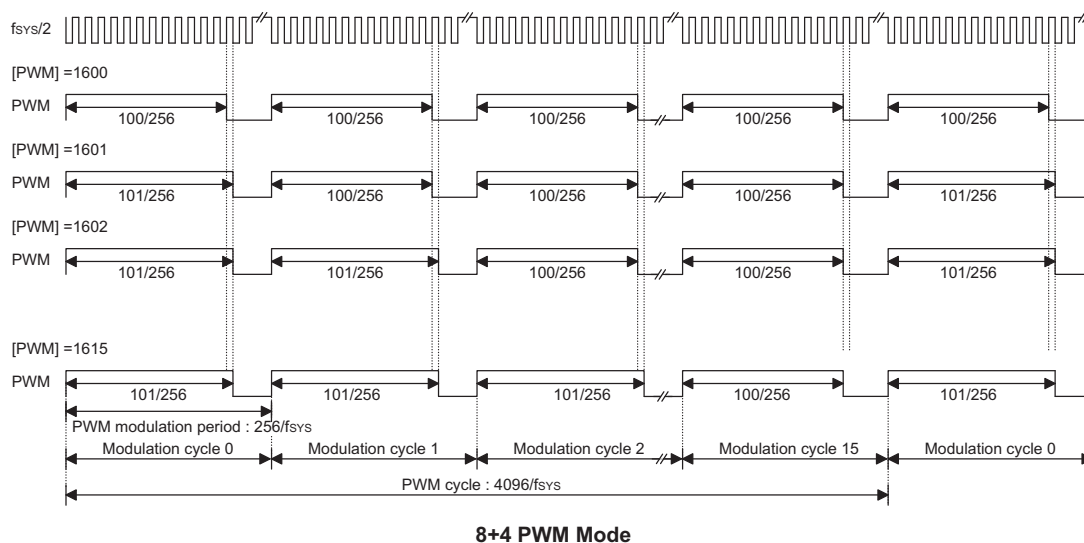 fSYS/2
[PWM] =1600
PWM
100/256 100/256 100/256 100/256 100/256
[PWM] =1601
PWM
101/256 100/256 100/256 100/256 101/256
[PWM] =1602
PWM
101/256 101/256 100/256 100/256 101/256
[PWM] =1615
PWM
101/256 101/256 101/256 100/256 101/256
PWM modulation period : 256/fSYS
Modulation cycle 0 Modulation cycle 1 Modulation cycle 2 Modulation cycle 15 Modulation cycle 0
PWM cycle : 4096/fSYS
8+4 PWM Mode